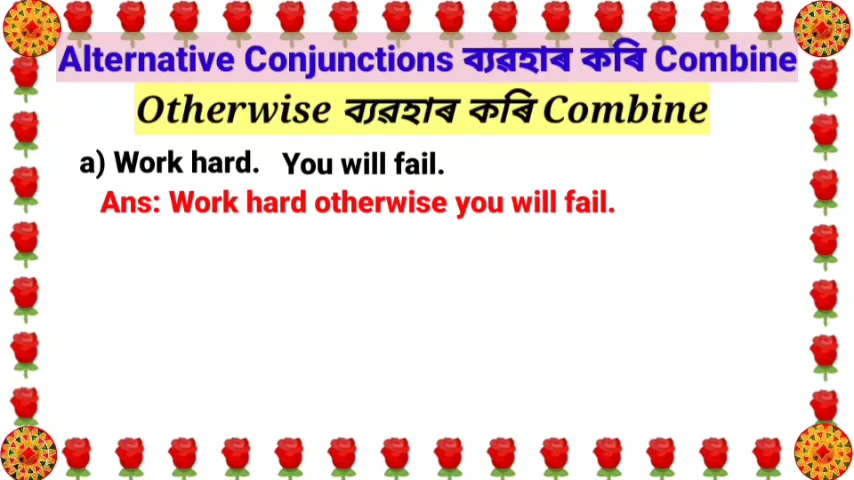 Alternative Conjunctions ব্যৱহাৰ কৰি Combine
Otherwise ব্যৱহাৰ কৰি Combine
a) Work hard. You will fail.
Ans: Work hard otherwise you will fail.